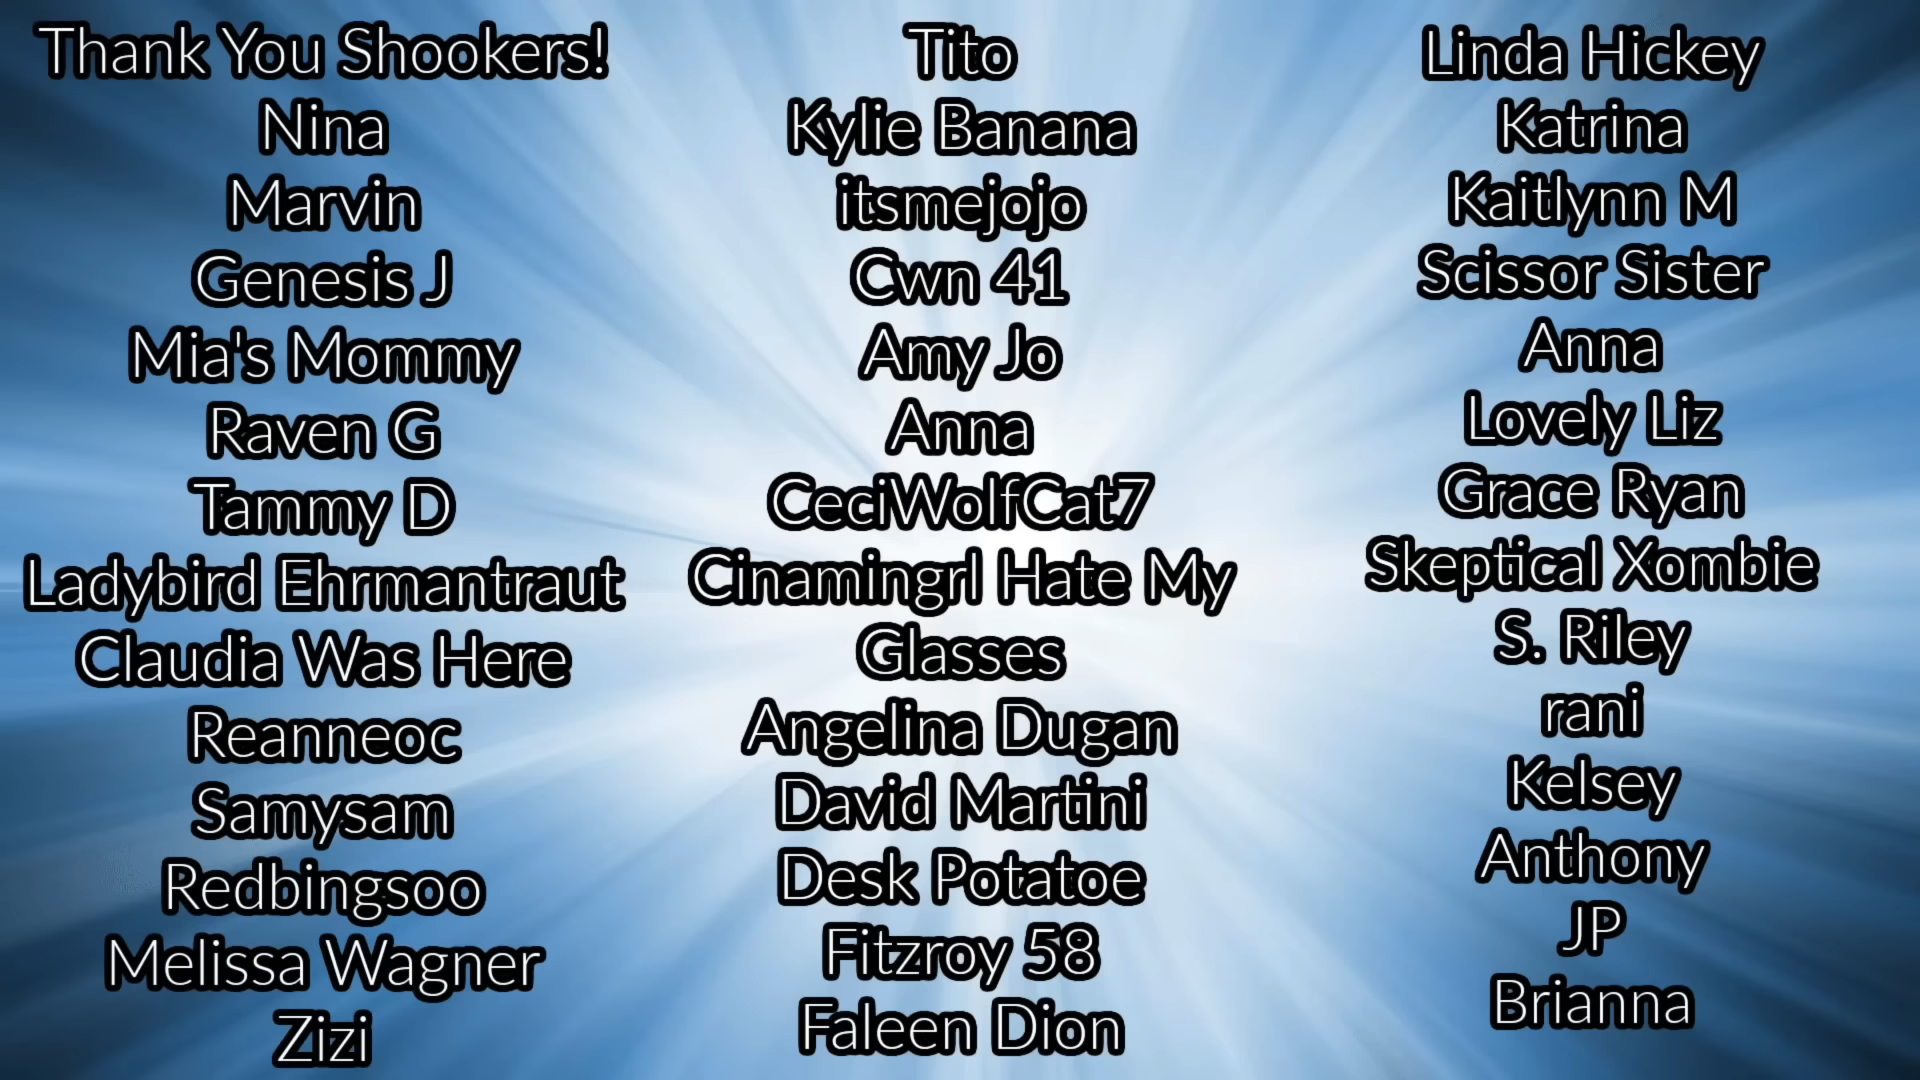 Thank You Shookers!
Nina
Marvin
Genesis J
Mia's Mommy
Raven G
Tammy D
Ladybird Ehrmantraut
Claudia Was Here
Reanneoc
Samysam
Redbingsoo
Melissa Wagner
Zizi
Tito
Kylie Banana
itsmejojo
Cwn 41
Amy Jo
Anna
CeciWolfCat7
Cinamingrl Hate My
Glasses
Angelina Dugan
David Martini
Desk Potatoe
Fitzroy 58
Faleen Dion
Linda Hickey
Katrina
Kaitlynn M
Scissor Sister
Anna
Lovely Liz
Grace Ryan
Skeptical Xombie
S. Riley
rani
Kelsey
Anthony
JP
Brianna